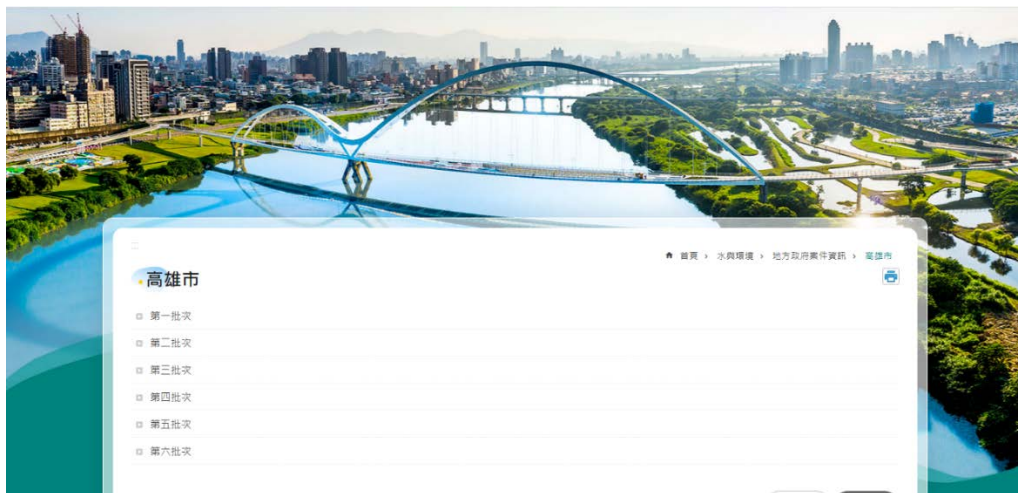 首頁 › 水與環境 › 地方政府案件資訊 › 高雄市
高雄市
第一批次
第二批次
第三批次
第四批次
第五批次
第六批次